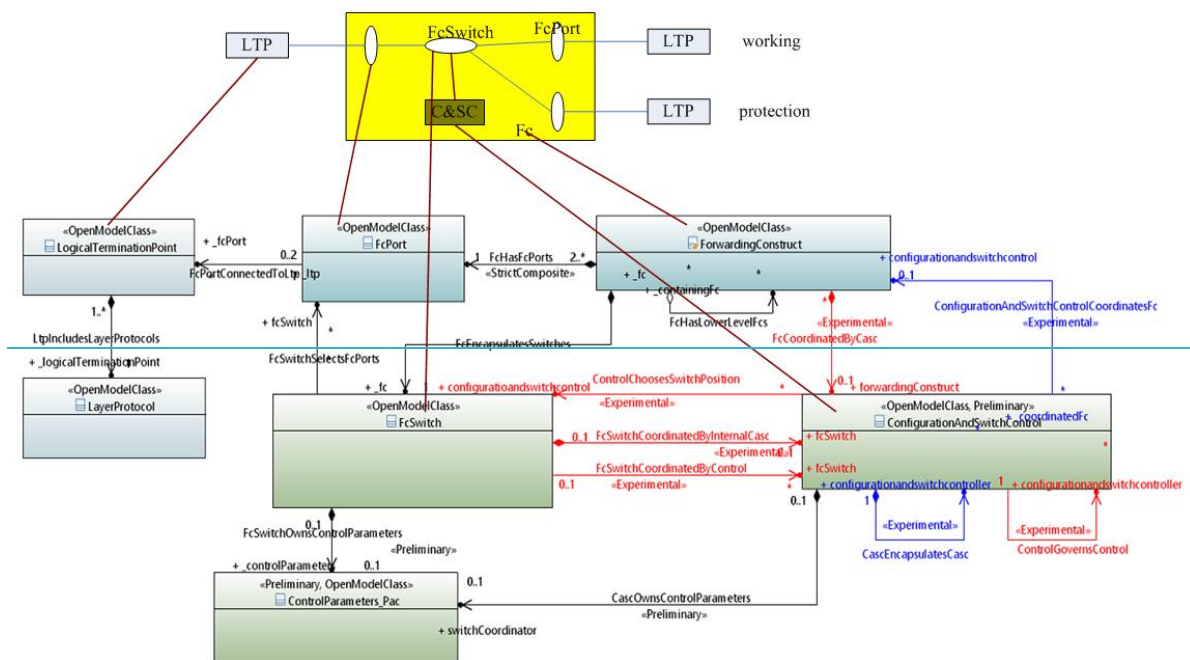 FcSwitch
FcPort
LTP
LTP
working
C&SC
LTP
protection
Fc
«OpenModelClass»
LogicalTerminationPoint
+ _fcPort
0..2
FcPortConnectedToLtp
_ltp
«OpenModelClass»
FcPort
1
FcHasFcPorts
2..*
«StrictComposite»
«OpenModelClass»
ForwardingConstruct
+ _fc
*
*
+ _containingFc
FcHasLowerLevelFcs
+ configurationandswitchcontrol
0..1
ConfigurationAndSwitchControlCoordinatesFc
«Experimental»
*
«Experimental»
FcCoordinatedByCasc
1..*
LtpIncludesLayerProtocols
+ _logicalTerminationPoint
+ fcSwitch
*
FcSwitchSelectsFcPorts
FcEncapsulatesSwitches
«OpenModelClass»
LayerProtocol
+ _fc
+ configurationandswitchcontrol
ControlChoosesSwitchPosition
*
«Experimental»
0..1
+ forwardingConstruct
*
«OpenModelClass»
FcSwitch
«OpenModelClass, Preliminary»
ConfigurationAndSwitchControl
+ _coordinatedFc
*
*
0..1
FcSwitchCoordinatedByInternalCasc
«Experimental»
0..1
+ fcSwitch
FcSwitchCoordinatedByControl
0..1
«Experimental»
*
+ fcSwitch
0..1
+ configurationandswitchcontroller
1
«Experimental»
CascEncapsulatesCasc
1
+ configurationandswitchcontroller
«Experimental»
ControlGovernsControl
0..1
FcSwitchOwnsControlParameters
«Preliminary»
+ _controlParameters
0..1
«Preliminary, OpenModelClass»
ControlParameters_Pac
0..1
CascOwnsControlParameters
«Preliminary»
+ switchCoordinator